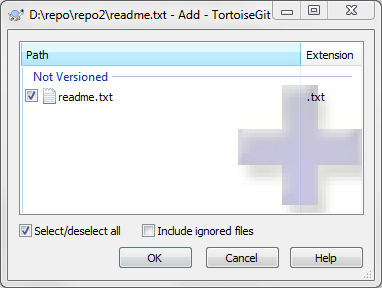 D:\repo\repo2\readme.txt - Add - TortoiseGit
Path Extension
Not Versioned
readme.txt .txt
Select/deselect all Include ignored files
OK Cancel Help